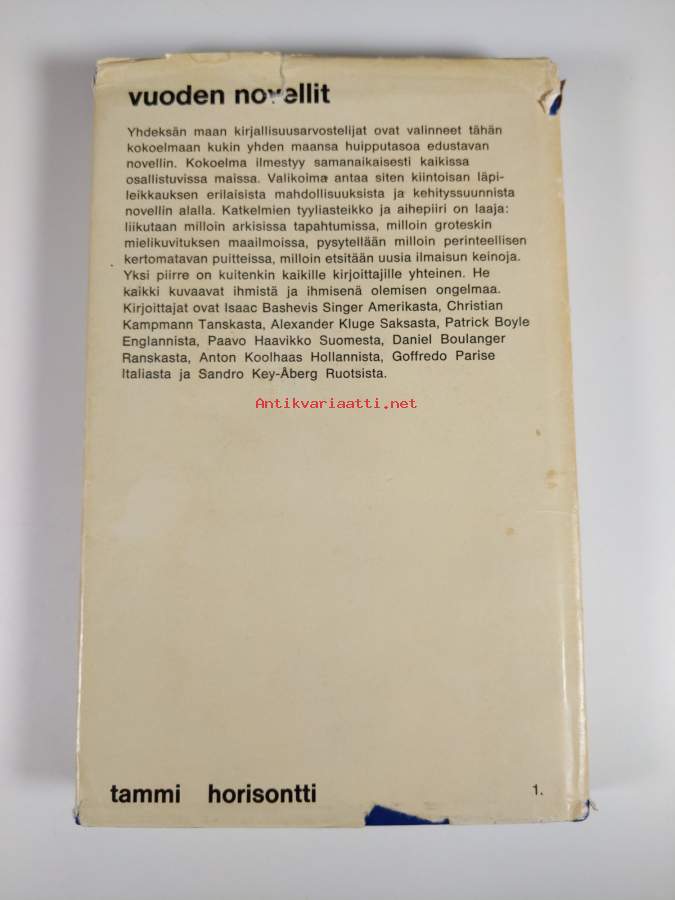 vuoden novellit
Yhdeksän maan kirjallisuusarvostelijat ovat valinneet tähän
kokoelmaan kukin yhden maansa huipputasoa edustavan
novellin. Kokoelma ilmestyy samanaikaisesti kaikissa
osallistuvissa maissa. Valikoima antaa siten kiintoisan läpi-
leikkauksen erilaisista mahdollisuuksista ja kehityssuunnista
novellin alalla. Katkelmien tyyliasteikko ja aihepiiri on laaja:
liikutaan milloin arkisissa tapahtumissa, milloin groteskin
mielikuvituksen maailmoissa, pysytellään milloin perinteellisen
kertomatavan puitteissa, milloin etsitään uusia ilmaisun keinoja.
Yksi piirre on kuitenkin kaikille kirjoittajille yhteinen. He
kaikki kuvaavat ihmistä ja ihmisenä olemisen ongelmaa.
Kirjoittajat ovat Isaac Bashevis Singer Amerikasta, Christian
Kampmann Tanskasta, Alexander Kluge Saksasta, Patrick Boyle
Englannista, Paavo Haavikko Suomesta, Daniel Boulanger
Ranskasta, Anton Koolhaas Hollannista, Goffredo Parise
Italiasta ja Sandro Key-Åberg Ruotsista.
Antikvariaatti.net
tammi horisontti 1.